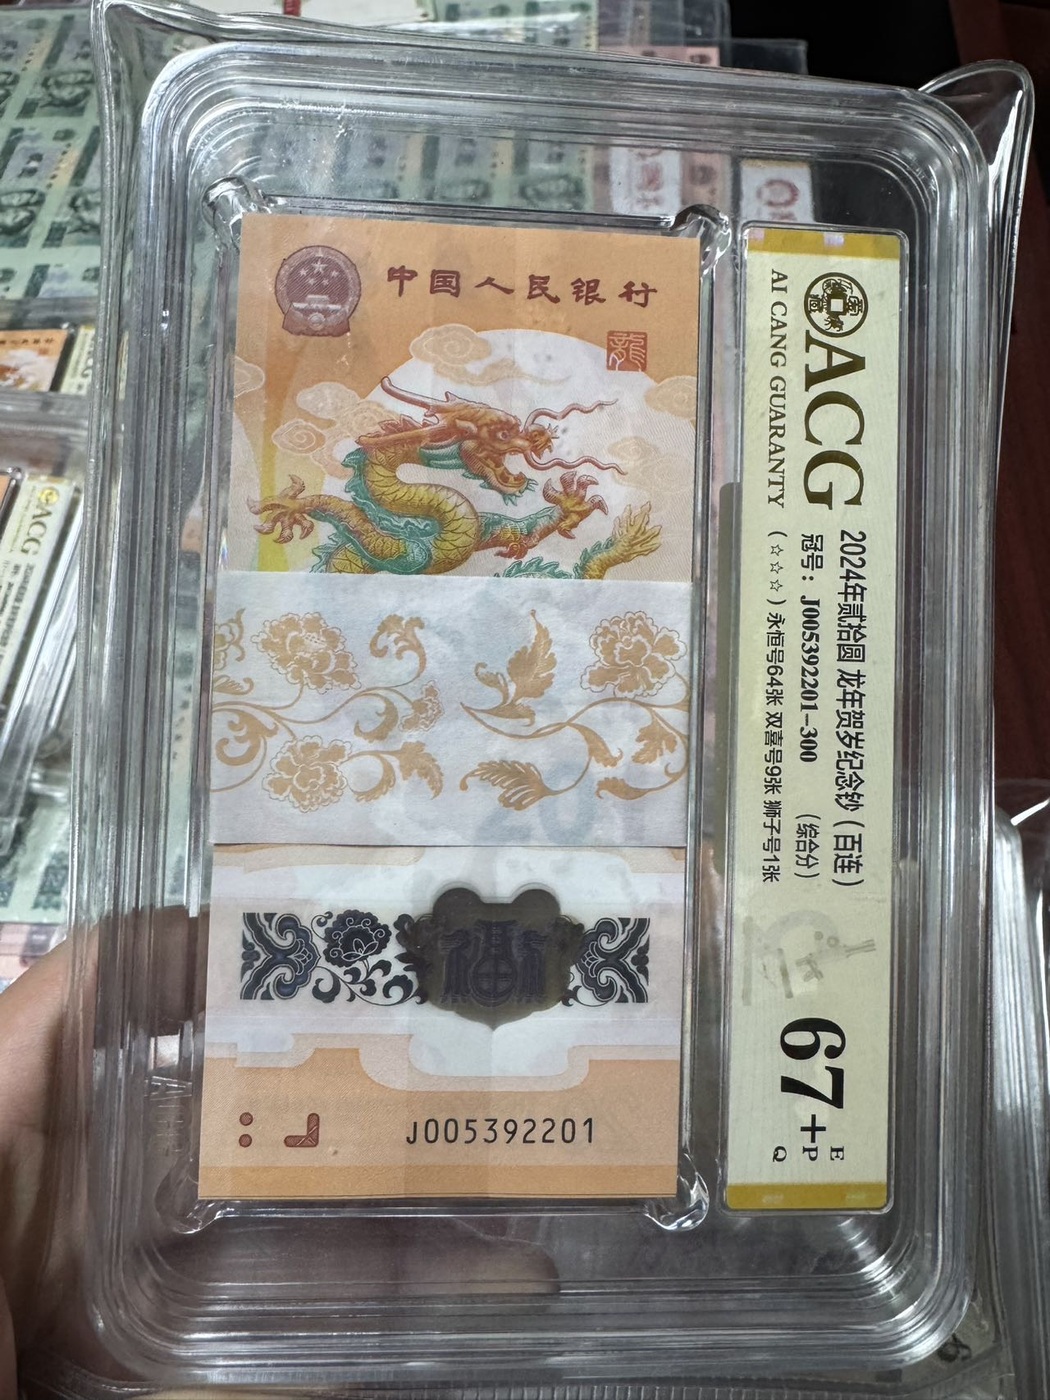 中国人民银行
龍
J005392201
ACG
AI CANG GUARANTY
2024年贰拾圆 龙年贺岁纪念钞（百连）
冠号：J005392201-300 （综合分）
（☆☆☆）永恒号64张 双喜号9张 狮子号1张
67+
E
P
Q
ACG